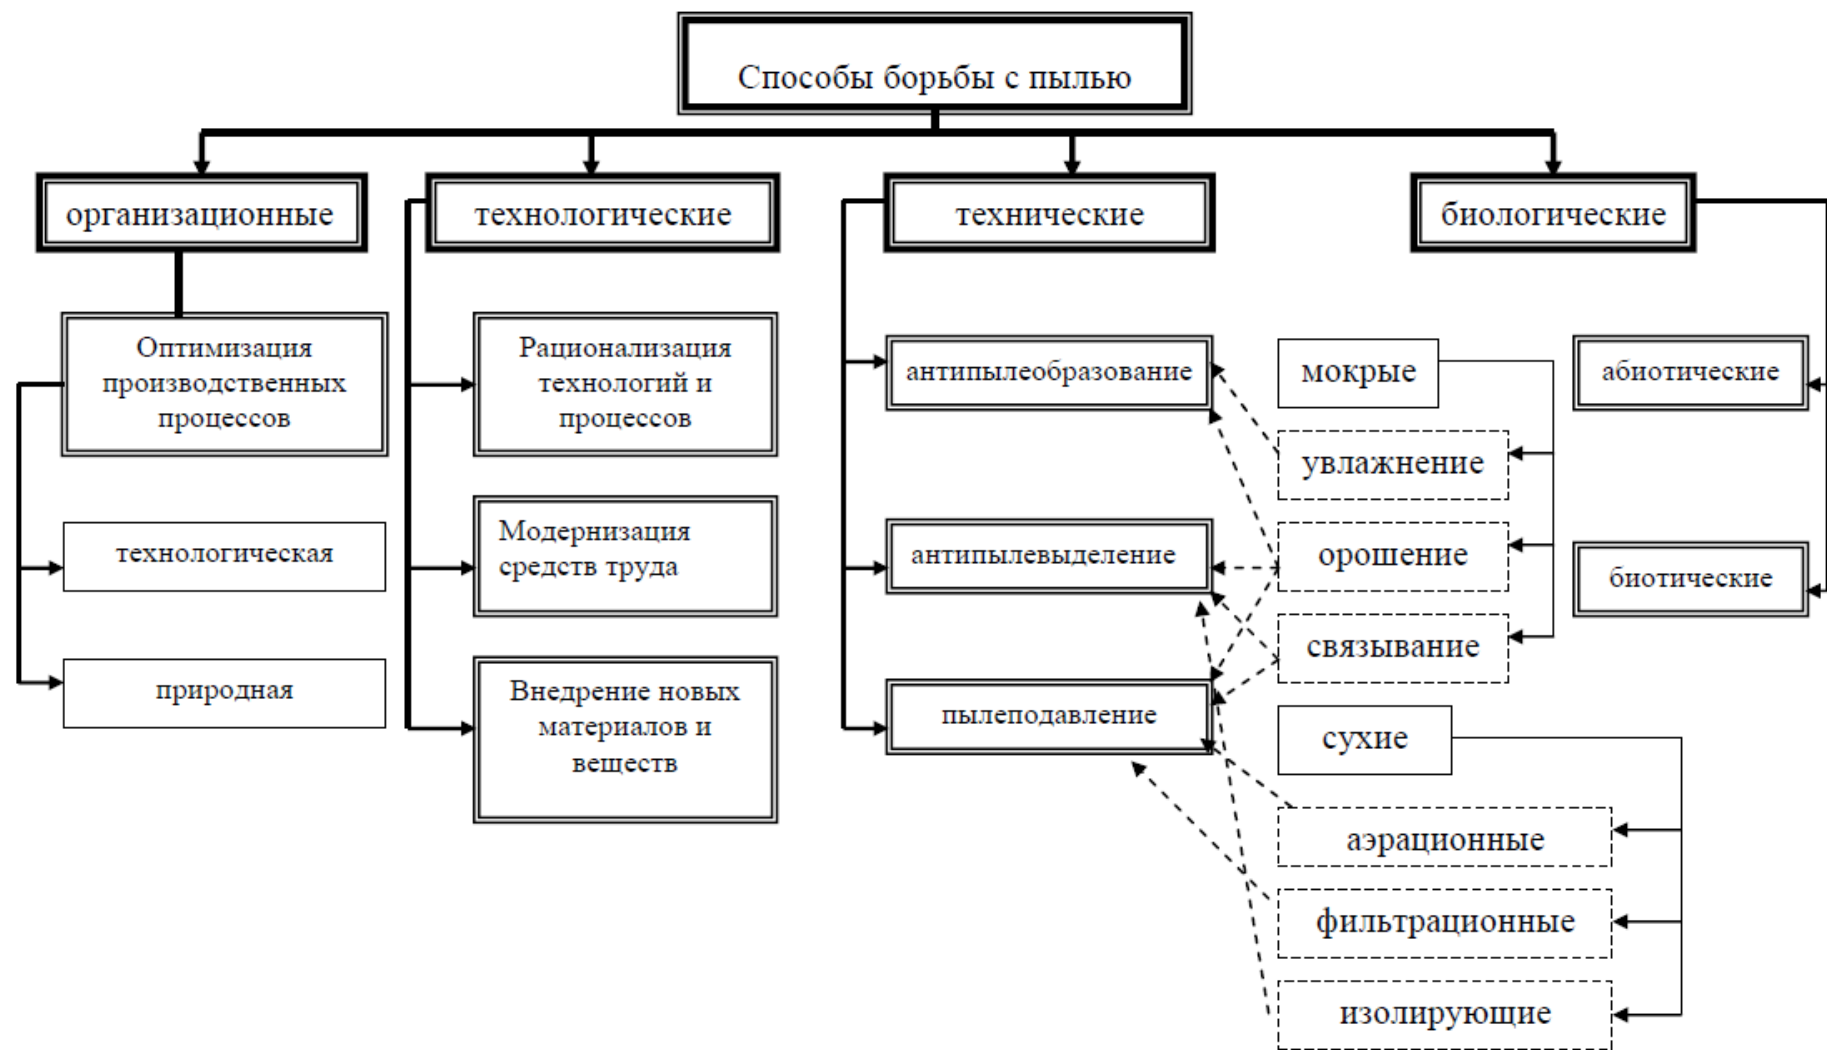 Способы борьбы с пылью
организационные
технологические
технические
биологические
Оптимизация
производственных
процессов
технологическая
природная
Рационализация
технологий и
процессов
Модернизация
средств труда
Внедрение новых
материалов и
веществ
антипылеобразование
антипылевыделение
пылеподавление
мокрые
увлажнение
орошение
связывание
сухие
аэрационные
фильтрационные
изолирующие
абиотические
биотические